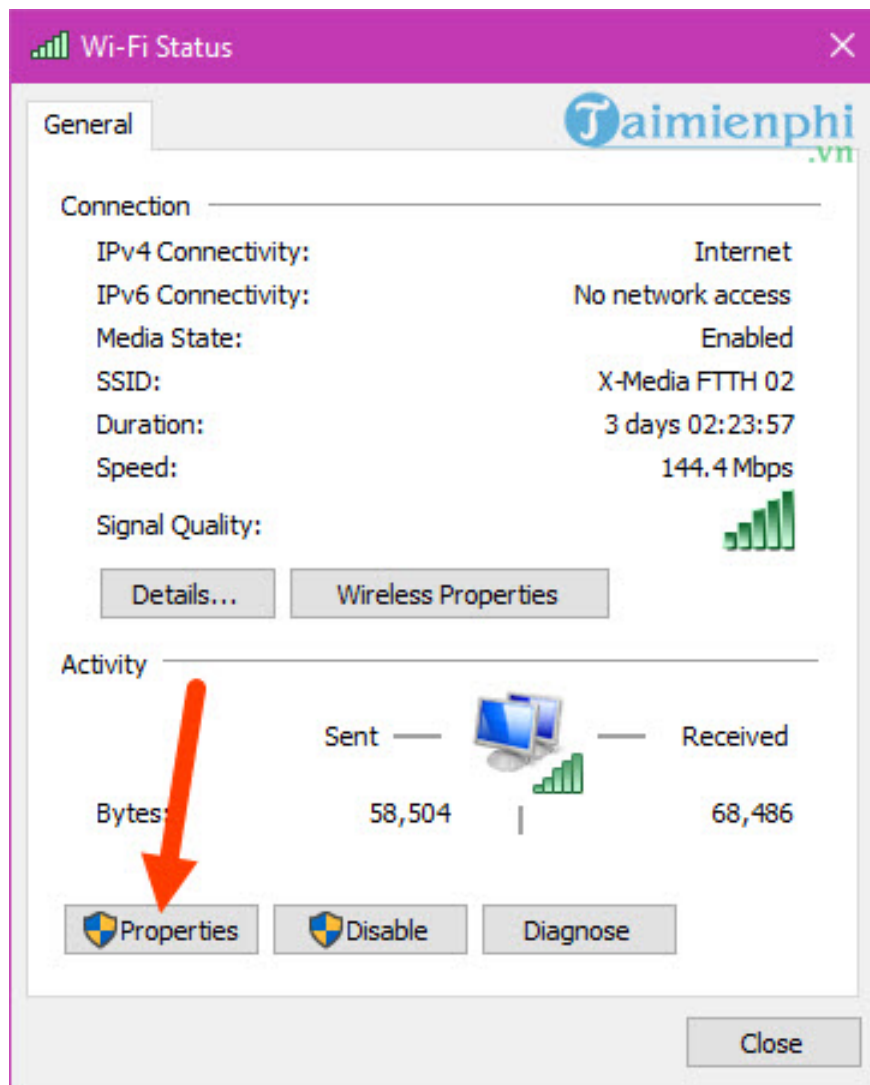 Wi-Fi Status
General
Taimienphi
.vn
Connection
IPv4 Connectivity: Internet
IPv6 Connectivity: No network access
Media State: Enabled
SSID: X-Media FTTH 02
Duration: 3 days 02:23:57
Speed: 144.4 Mbps
Signal Quality:
Details... Wireless Properties
Activity
Sent Received
Bytes: 58,504 68,486
Properties Disable Diagnose
Close